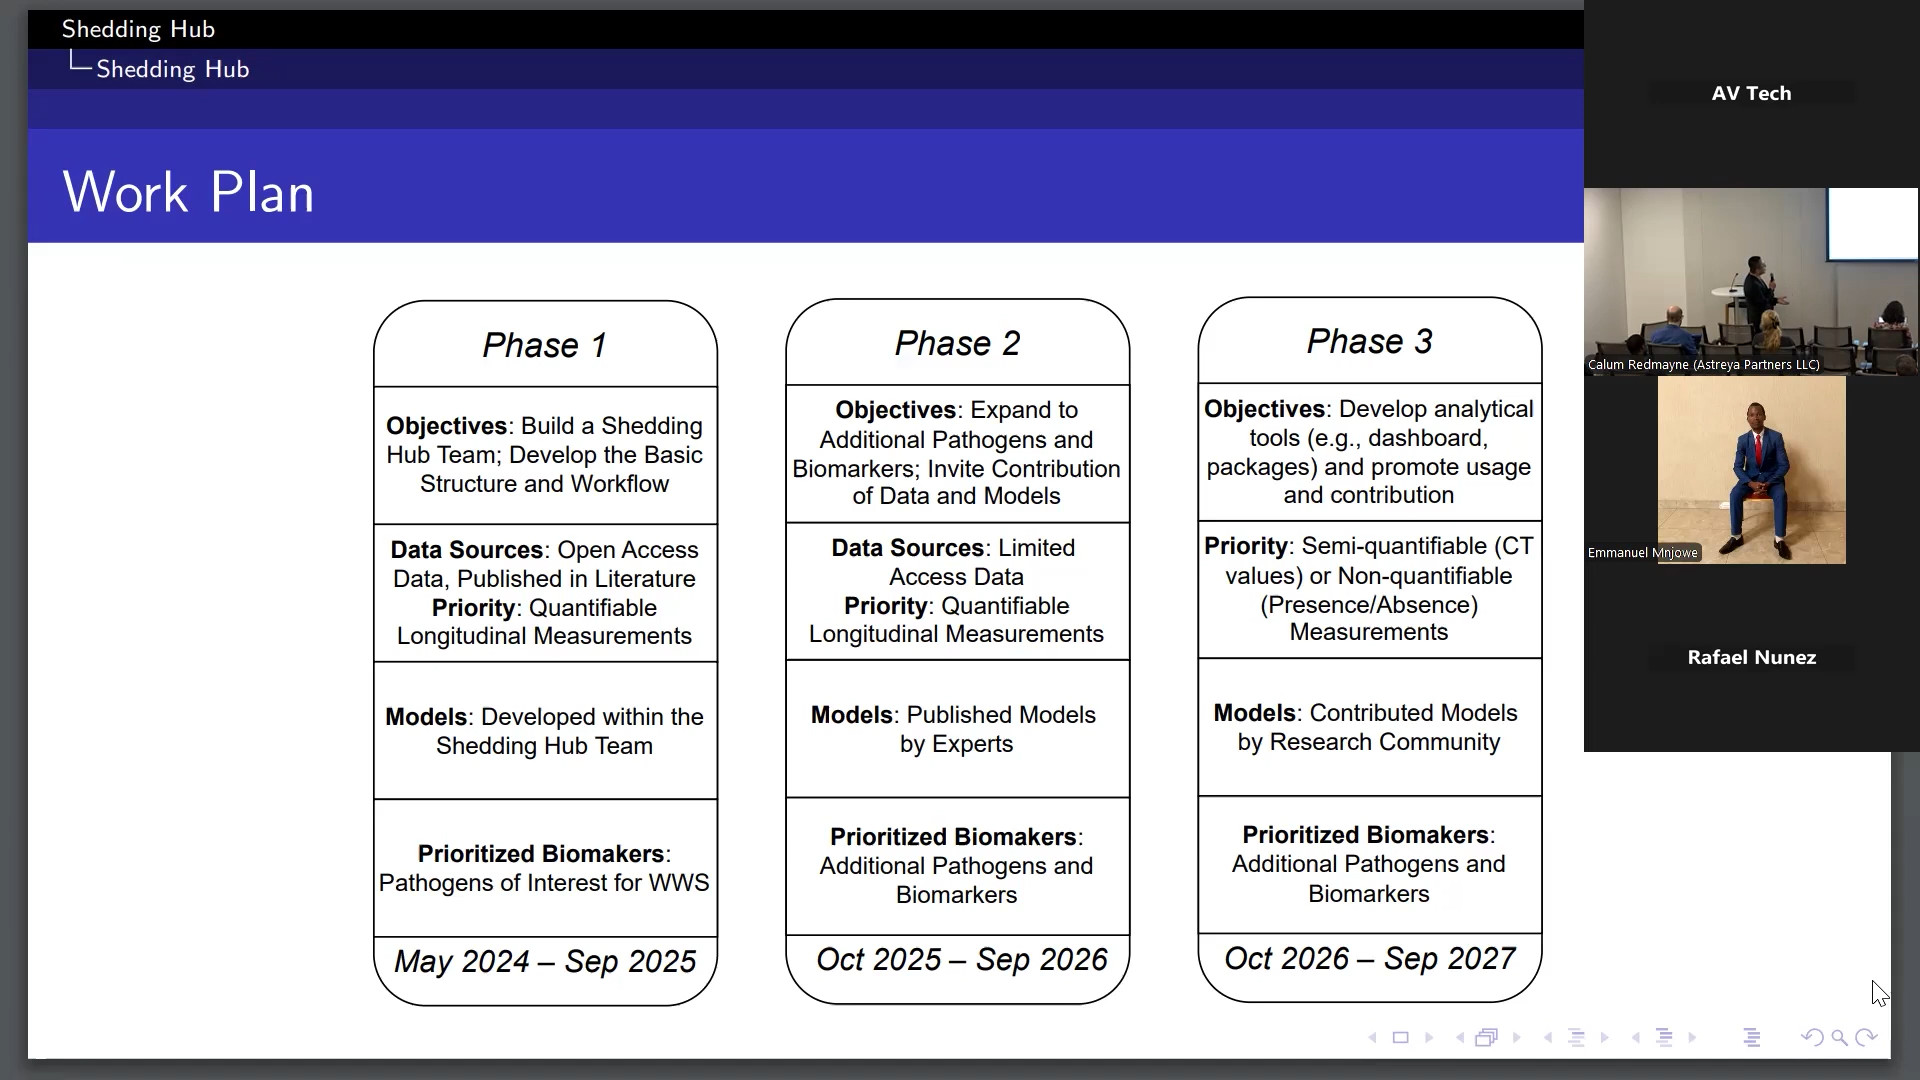 Shedding Hub
Shedding Hub
Work Plan
Phase 1
Objectives: Build a Shedding
Hub Team; Develop the Basic
Structure and Workflow
Data Sources: Open Access
Data, Published in Literature
Priority: Quantifiable
Longitudinal Measurements
Models: Developed within the
Shedding Hub Team
Prioritized Biomakers:
Pathogens of Interest for WWS
May 2024 – Sep 2025
Phase 2
Objectives: Expand to
Additional Pathogens and
Biomarkers; Invite Contribution
of Data and Models
Data Sources: Limited
Access Data
Priority: Quantifiable
Longitudinal Measurements
Models: Published Models
by Experts
Prioritized Biomakers:
Additional Pathogens and
Biomarkers
Oct 2025 – Sep 2026
Phase 3
Objectives: Develop analytical
tools (e.g., dashboard,
packages) and promote usage
and contribution
Priority: Semi-quantifiable (CT
values) or Non-quantifiable
(Presence/Absence)
Measurements
Models: Contributed Models
by Research Community
Prioritized Biomakers:
Additional Pathogens and
Biomarkers
Oct 2026 – Sep 2027
AV Tech
Calum Redmayne (Astreya Partners LLC)
Emmanuel Mnjowe
Rafael Nunez